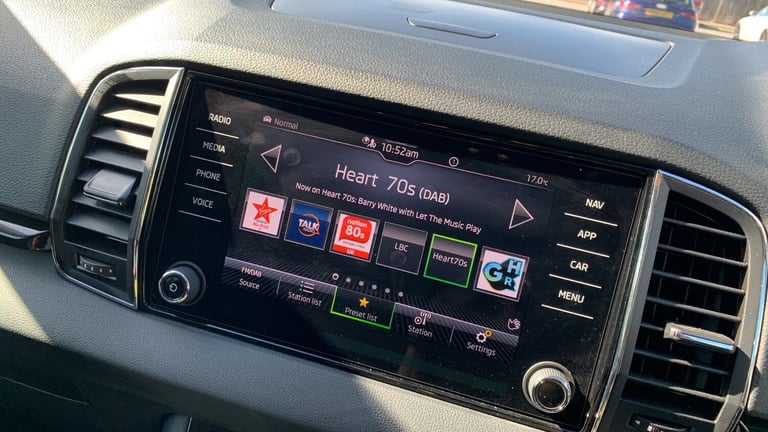 RADIO
MEDIA
PHONE
VOICE
Normal
10:52am
17.0°C
Heart 70s (DAB)
Now on Heart 70s: Barry White with Let The Music Play
Virgin
TALK
nation
80s
LBC
Heart70s
GHR
FM/DAB
Source
Station list
Preset list
Station
Settings
NAV
APP
CAR
MENU